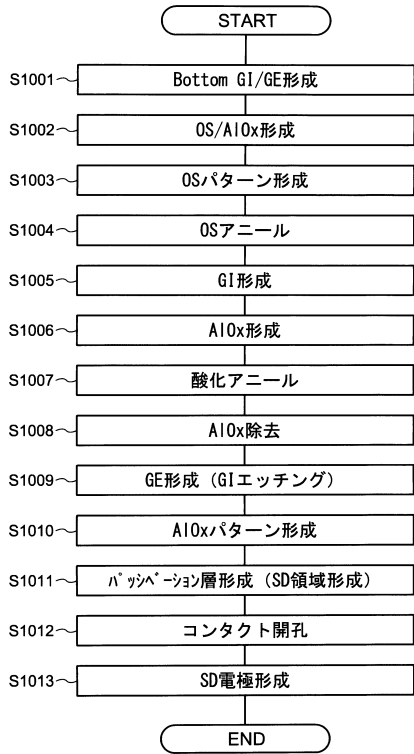 START
S1001 Bottom GI/GE形成
S1002 OS/AlOx形成
S1003 OSパターン形成
S1004 OSアニール
S1005 GI形成
S1006 AlOx形成
S1007 酸化アニール
S1008 AlOx除去
S1009 GE形成（GIエッチング）
S1010 AlOxパターン形成
S1011 ﾊﾟｯｼﾍﾞｰｼｮﾝ層形成（SD領域形成）
S1012 コンタクト開孔
S1013 SD電極形成
END